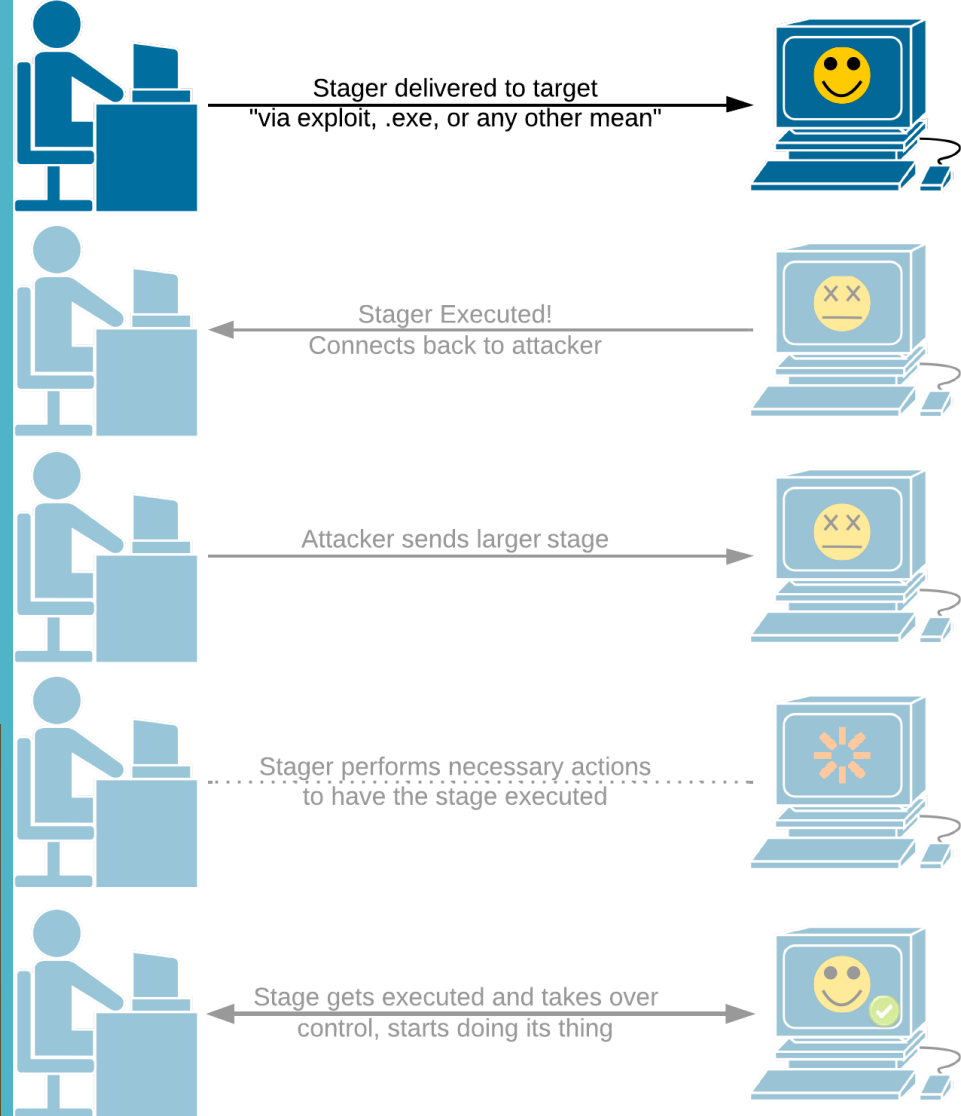 Stager delivered to target
"via exploit, .exe, or any other mean"
Stager Executed!
Connects back to attacker
Attacker sends larger stage
Stager performs necessary actions
to have the stage executed
Stage gets executed and takes over
control, starts doing its thing